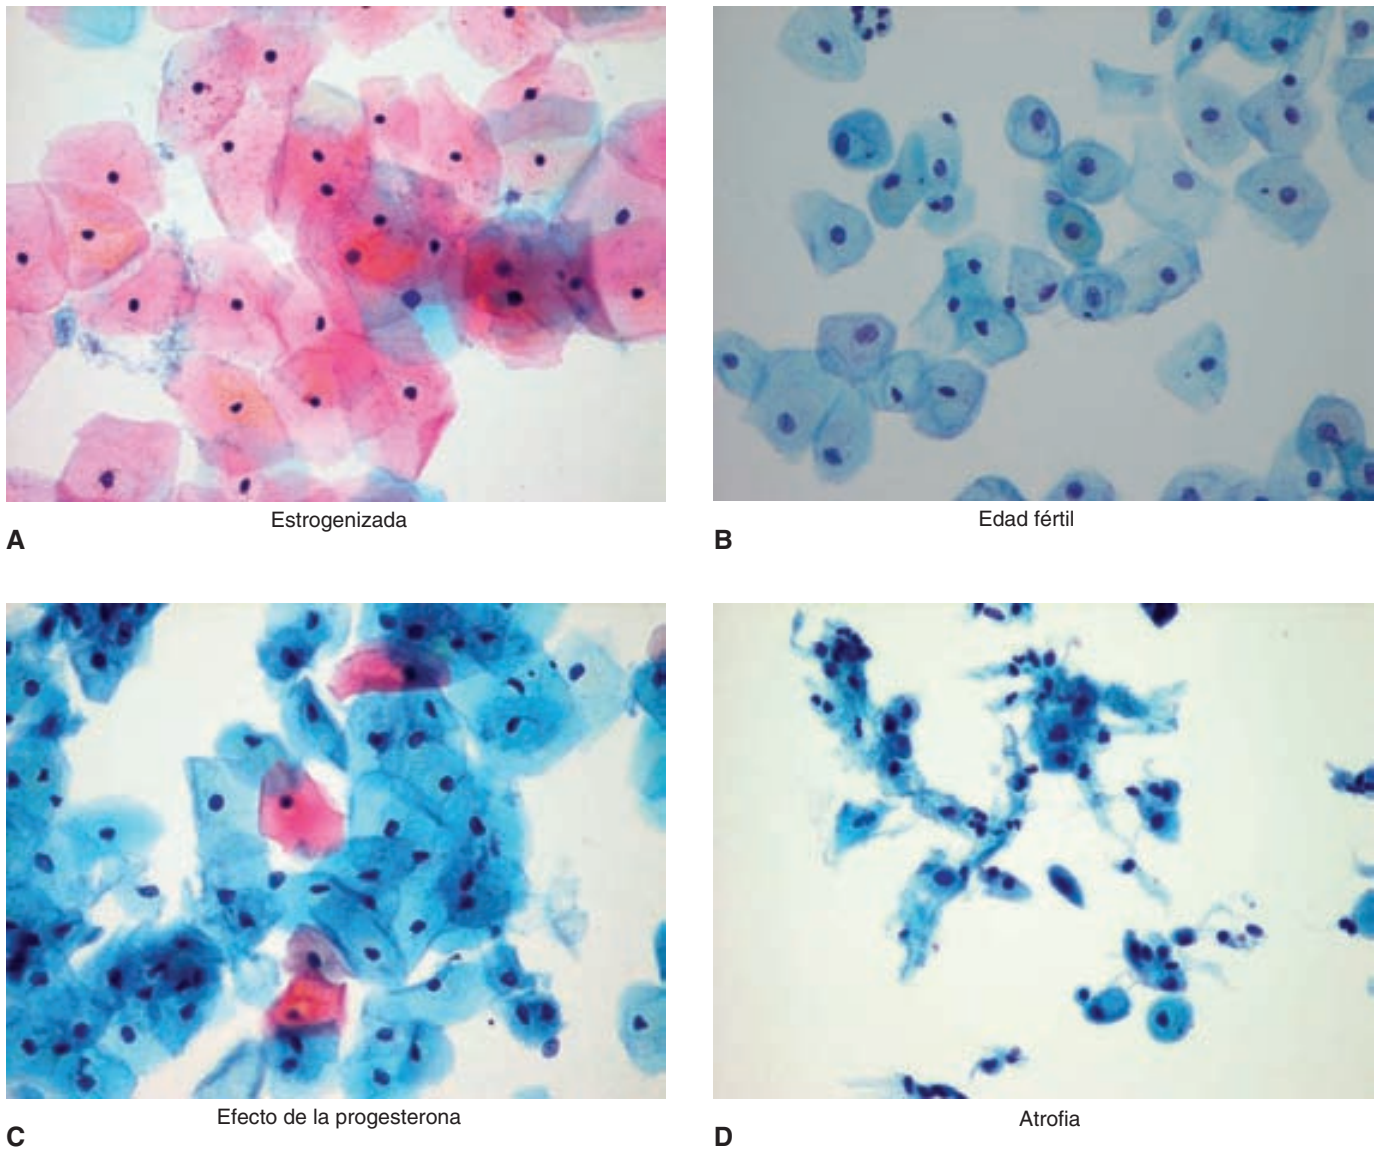 Estrogenizada
A
Edad fértil
B
Efecto de la progesterona
C
Atrofia
D